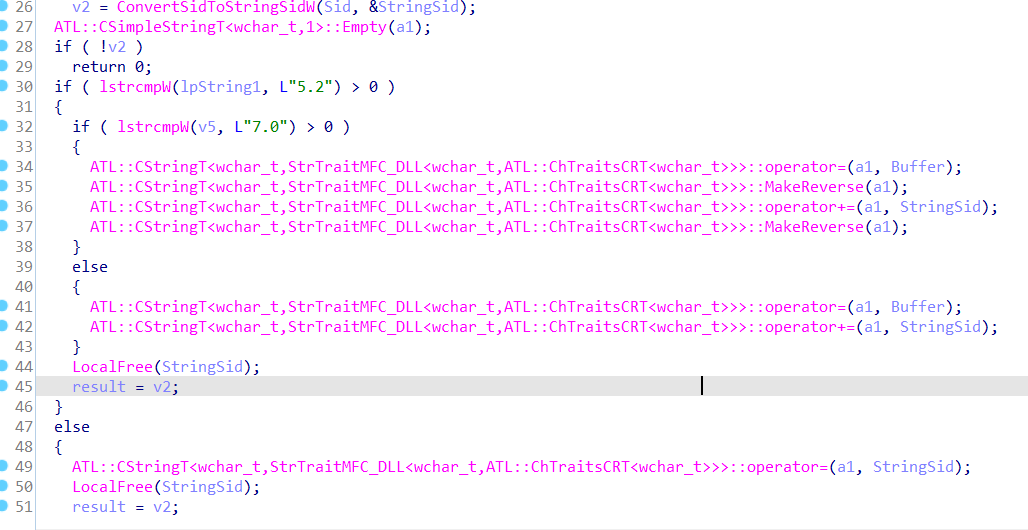 26 v2 = ConvertSidToStringSidW(Sid, &StringSid);
27 ATL::CSimpleStringT<wchar_t,1>::Empty(a1);
28 if ( !v2 )
29 return 0;
30 if ( lstrcmpW(lpString1, L"5.2") > 0 )
31 {
32 if ( lstrcmpW(v5, L"7.0") > 0 )
33 {
34 ATL::CStringT<wchar_t,StrTraitMFC_DLL<wchar_t,ATL::ChTraitsCRT<wchar_t>>>::operator=(a1, Buffer);
35 ATL::CStringT<wchar_t,StrTraitMFC_DLL<wchar_t,ATL::ChTraitsCRT<wchar_t>>>::MakeReverse(a1);
36 ATL::CStringT<wchar_t,StrTraitMFC_DLL<wchar_t,ATL::ChTraitsCRT<wchar_t>>>::operator+=(a1, StringSid);
37 ATL::CStringT<wchar_t,StrTraitMFC_DLL<wchar_t,ATL::ChTraitsCRT<wchar_t>>>::MakeReverse(a1);
38 }
39 else
40 {
41 ATL::CStringT<wchar_t,StrTraitMFC_DLL<wchar_t,ATL::ChTraitsCRT<wchar_t>>>::operator=(a1, Buffer);
42 ATL::CStringT<wchar_t,StrTraitMFC_DLL<wchar_t,ATL::ChTraitsCRT<wchar_t>>>::operator+=(a1, StringSid);
43 }
44 LocalFree(StringSid);
45 result = v2;
46 }
47 else
48 {
49 ATL::CStringT<wchar_t,StrTraitMFC_DLL<wchar_t,ATL::ChTraitsCRT<wchar_t>>>::operator=(a1, StringSid);
50 LocalFree(StringSid);
51 result = v2;